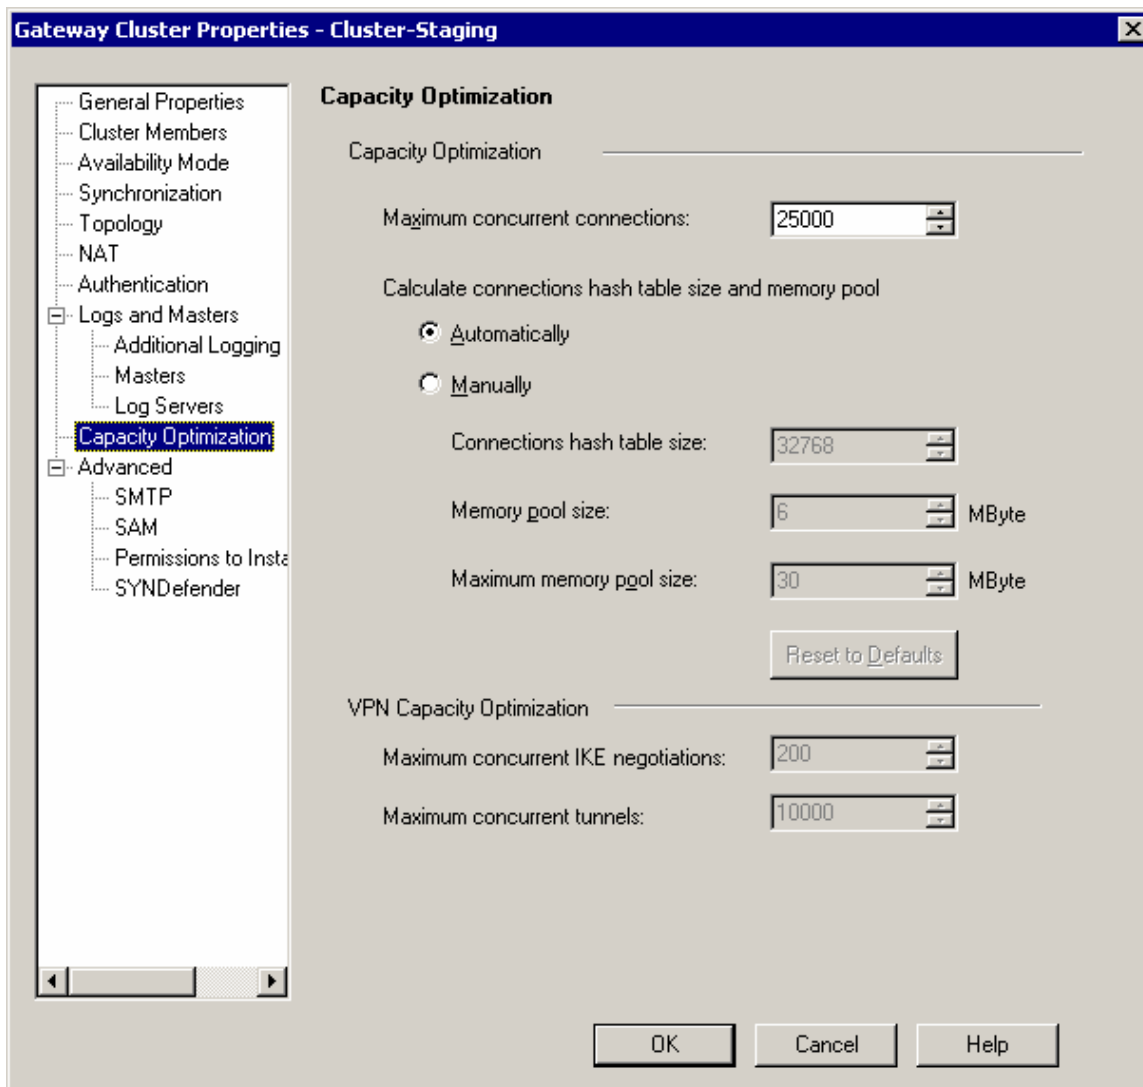 Gateway Cluster Properties - Cluster-Staging
General Properties
Cluster Members
Availability Mode
Synchronization
Topology
NAT
Authentication
Logs and Masters
Additional Logging
Masters
Log Servers
Capacity Optimization
Advanced
SMTP
SAM
Permissions to Insta
SYNDefender
Capacity Optimization
Capacity Optimization
Maximum concurrent connections: 25000
Calculate connections hash table size and memory pool
Automatically
Manually
Connections hash table size: 32768
Memory pool size: 6 MByte
Maximum memory pool size: 30 MByte
Reset to Defaults
VPN Capacity Optimization
Maximum concurrent IKE negotiations: 200
Maximum concurrent tunnels: 10000
OK Cancel Help